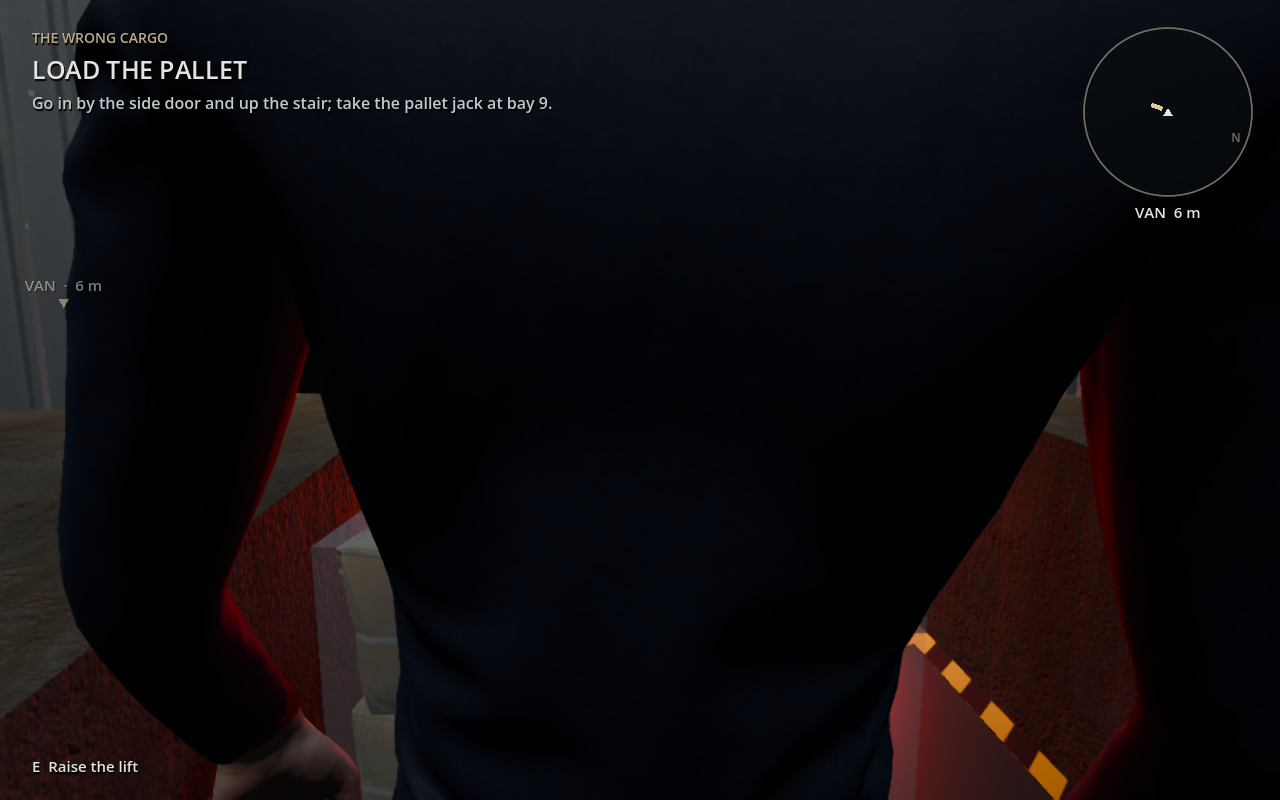 THE WRONG CARGO
LOAD THE PALLET
Go in by the side door and up the stair; take the pallet jack at bay 9.
N
VAN 6 m
VAN · 6 m
E Raise the lift